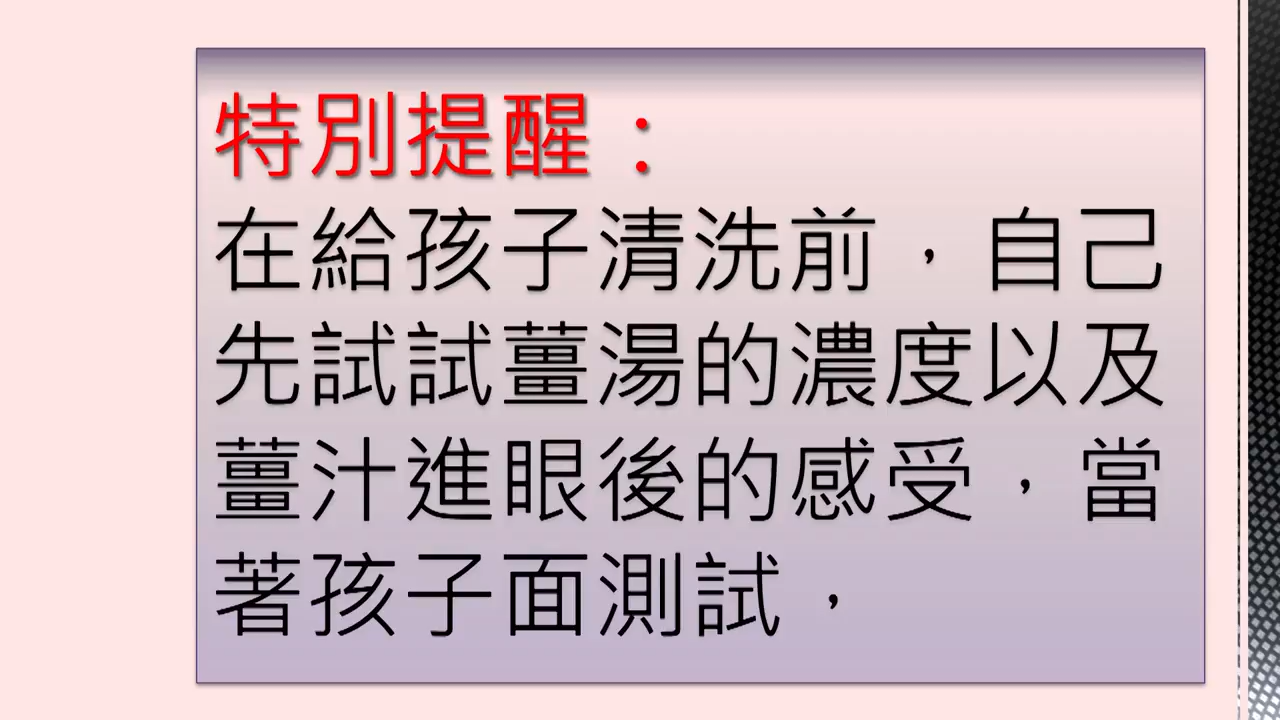 特別提醒：
在給孩子清洗前，自己
先試試薑湯的濃度以及
薑汁進眼後的感受，當
著孩子面測試，